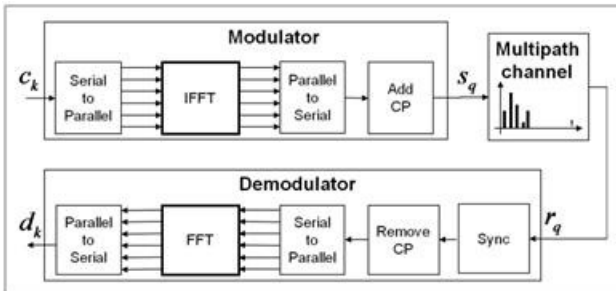 Modulator
c_k
Serial
to
Parallel
IFFT
Parallel
to
Serial
Add
CP
s_q
Multipath
channel
t
Demodulator
d_k
Parallel
to
Serial
FFT
Serial
to
Parallel
Remove
CP
Sync
r_q